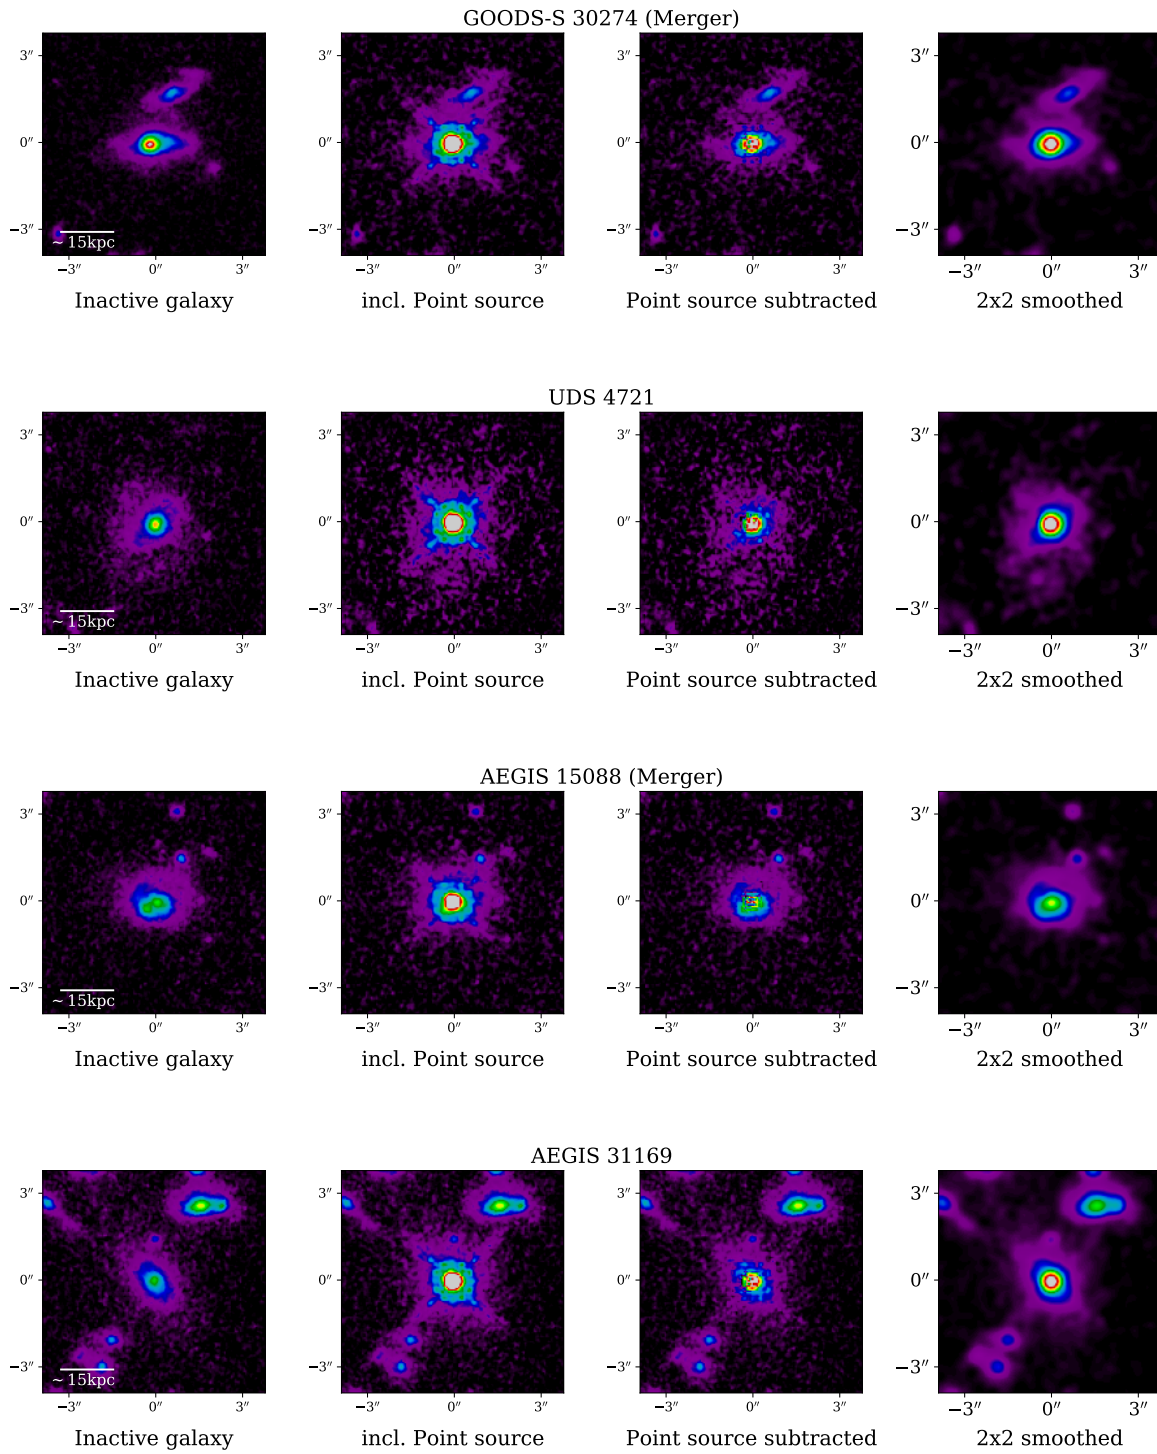 GOODS-S 30274 (Merger)
3″
0″
−3″
~ 15kpc
−3″ 0″ 3″
Inactive galaxy
3″
0″
−3″
−3″ 0″ 3″
incl. Point source
3″
0″
−3″
−3″ 0″ 3″
Point source subtracted
3″
0″
−3″
−3″ 0″ 3″
2x2 smoothed
UDS 4721
3″
0″
−3″
~ 15kpc
−3″ 0″ 3″
Inactive galaxy
3″
0″
−3″
−3″ 0″ 3″
incl. Point source
3″
0″
−3″
−3″ 0″ 3″
Point source subtracted
3″
0″
−3″
−3″ 0″ 3″
2x2 smoothed
AEGIS 15088 (Merger)
3″
0″
−3″
~ 15kpc
−3″ 0″ 3″
Inactive galaxy
3″
0″
−3″
−3″ 0″ 3″
incl. Point source
3″
0″
−3″
−3″ 0″ 3″
Point source subtracted
3″
0″
−3″
−3″ 0″ 3″
2x2 smoothed
AEGIS 31169
3″
0″
−3″
~ 15kpc
−3″ 0″ 3″
Inactive galaxy
3″
0″
−3″
−3″ 0″ 3″
incl. Point source
3″
0″
−3″
−3″ 0″ 3″
Point source subtracted
3″
0″
−3″
−3″ 0″ 3″
2x2 smoothed